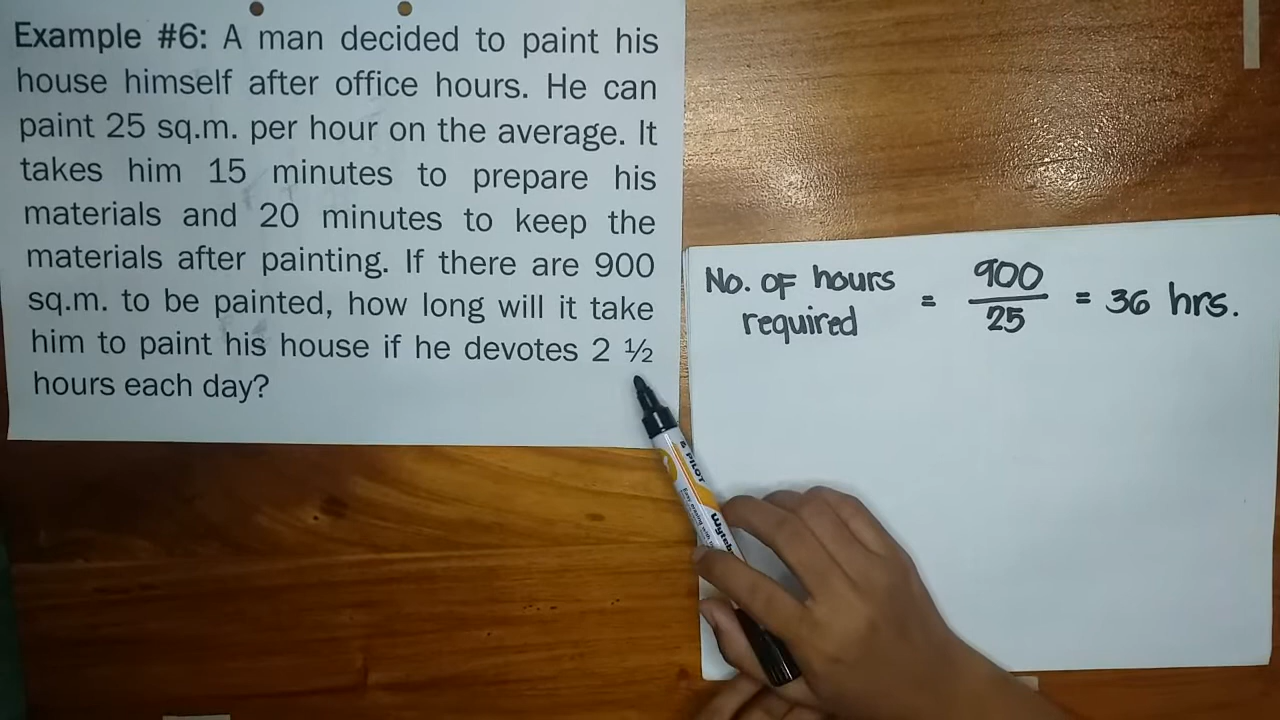 Example #6: A man decided to paint his
house himself after office hours. He can
paint 25 sq.m. per hour on the average. It
takes him 15 minutes to prepare his
materials and 20 minutes to keep the
materials after painting. If there are 900
sq.m. to be painted, how long will it take
him to paint his house if he devotes 2 ½
hours each day?
No. of hours
required
= 900
25
= 36 hrs.
PILOT